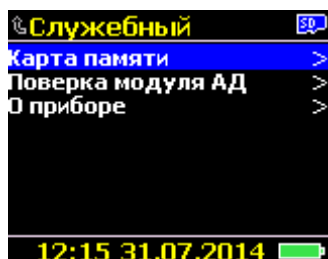 Служебный SD
Карта памяти >
Поверка модуля АД >
О приборе >
12:15 31.07.2014